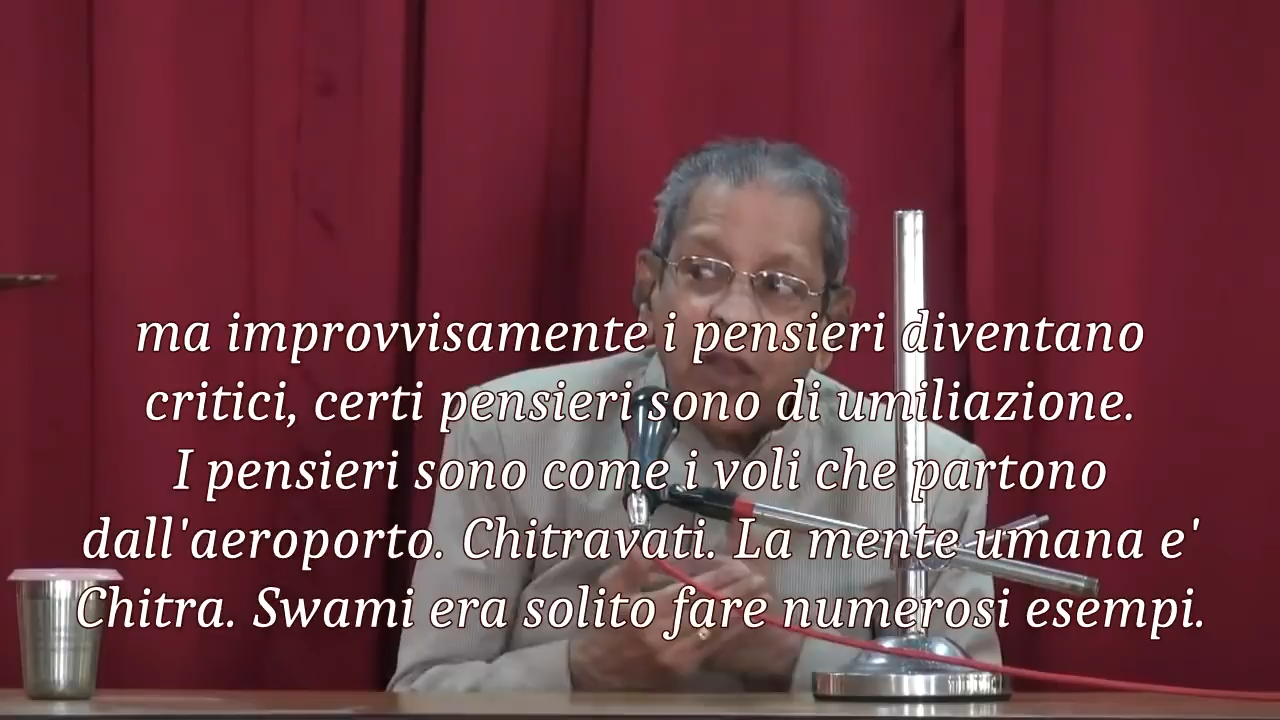 ma improvvisamente i pensieri diventano
critici, certi pensieri sono di umiliazione.
I pensieri sono come i voli che partono
dall'aeroporto. Chitravati. La mente umana e'
Chitra. Swami era solito fare numerosi esempi.